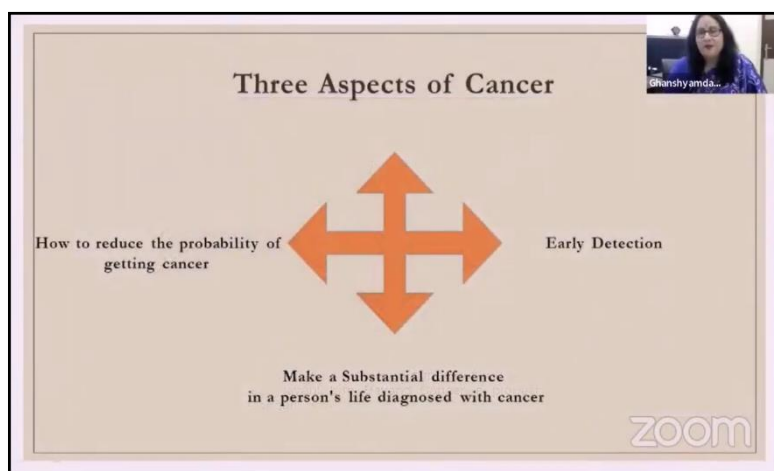 Three Aspects of Cancer
Ghanshyamda...
How to reduce the probability of
getting cancer
Early Detection
Make a Substantial difference
in a person's life diagnosed with cancer
zoom